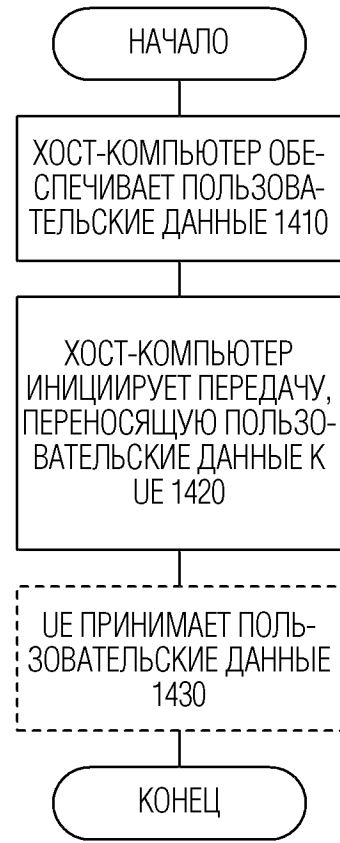 НАЧАЛО
ХОСТ-КОМПЬЮТЕР ОБЕ-
СПЕЧИВАЕТ ПОЛЬЗОВА-
ТЕЛЬСКИЕ ДАННЫЕ 1410
ХОСТ-КОМПЬЮТЕР
ИНИЦИИРУЕТ ПЕРЕДАЧУ,
ПЕРЕНОСЯЩУЮ ПОЛЬЗО-
ВАТЕЛЬСКИЕ ДАННЫЕ К
UE 1420
UE ПРИНИМАЕТ ПОЛЬ-
ЗОВАТЕЛЬСКИЕ ДАННЫЕ
1430
КОНЕЦ